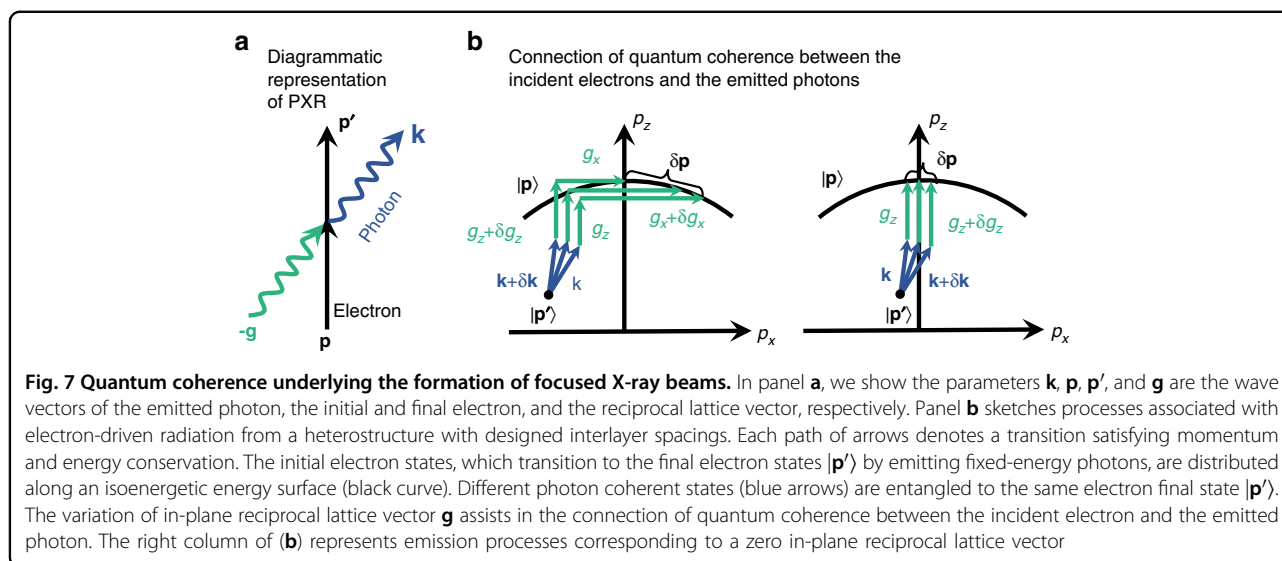 a
Diagrammatic
representation
of PXR
p′
k
Photon
Electron
-g
p
b
Connection of quantum coherence between the
incident electrons and the emitted photons
p_z
g_x
δp
|p⟩
g_z+δg_z
g_z
g_x+δg_x
k+δk
k
|p′⟩
p_x
p_z
δp
|p⟩
g_z
g_z+δg_z
k
k+δk
|p′⟩
p_x
Fig. 7 Quantum coherence underlying the formation of focused X-ray beams. In panel a, we show the parameters k, p, p′, and g are the wave
vectors of the emitted photon, the initial and final electron, and the reciprocal lattice vector, respectively. Panel b sketches processes associated with
electron-driven radiation from a heterostructure with designed interlayer spacings. Each path of arrows denotes a transition satisfying momentum
and energy conservation. The initial electron states, which transition to the final electron states |p′⟩ by emitting fixed-energy photons, are distributed
along an isoenergetic energy surface (black curve). Different photon coherent states (blue arrows) are entangled to the same electron final state |p′⟩.
The variation of in-plane reciprocal lattice vector g assists in the connection of quantum coherence between the incident electron and the emitted
photon. The right column of (b) represents emission processes corresponding to a zero in-plane reciprocal lattice vector